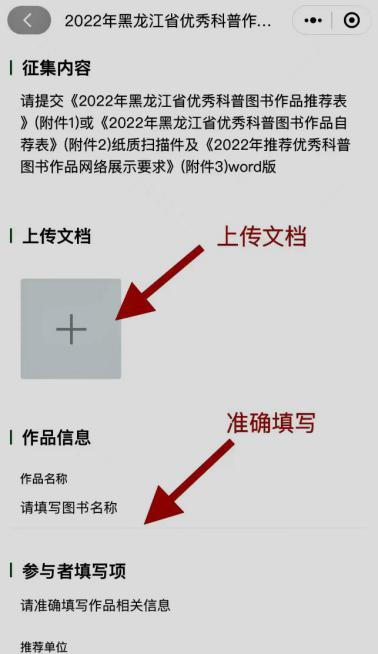 2022年黑龙江省优秀科普作...
征集内容
请提交《2022年黑龙江省优秀科普图书作品推荐表
》(附件1)或《2022年黑龙江省优秀科普图书作品自
荐表》(附件2)纸质扫描件及《2022年推荐优秀科普
图书作品网络展示要求》(附件3)word版
上传文档
上传文档
准确填写
作品信息
作品名称
请填写图书名称
参与者填写项
请准确填写作品相关信息
推荐单位